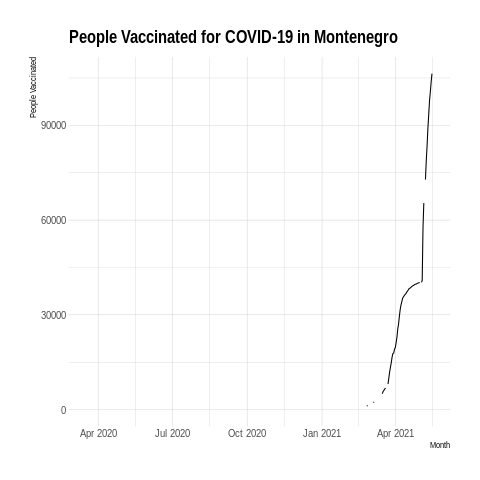 People Vaccinated for COVID-19 in Montenegro
People Vaccinated
90000
60000
30000
0
Apr 2020 Jul 2020 Oct 2020 Jan 2021 Apr 2021
Month